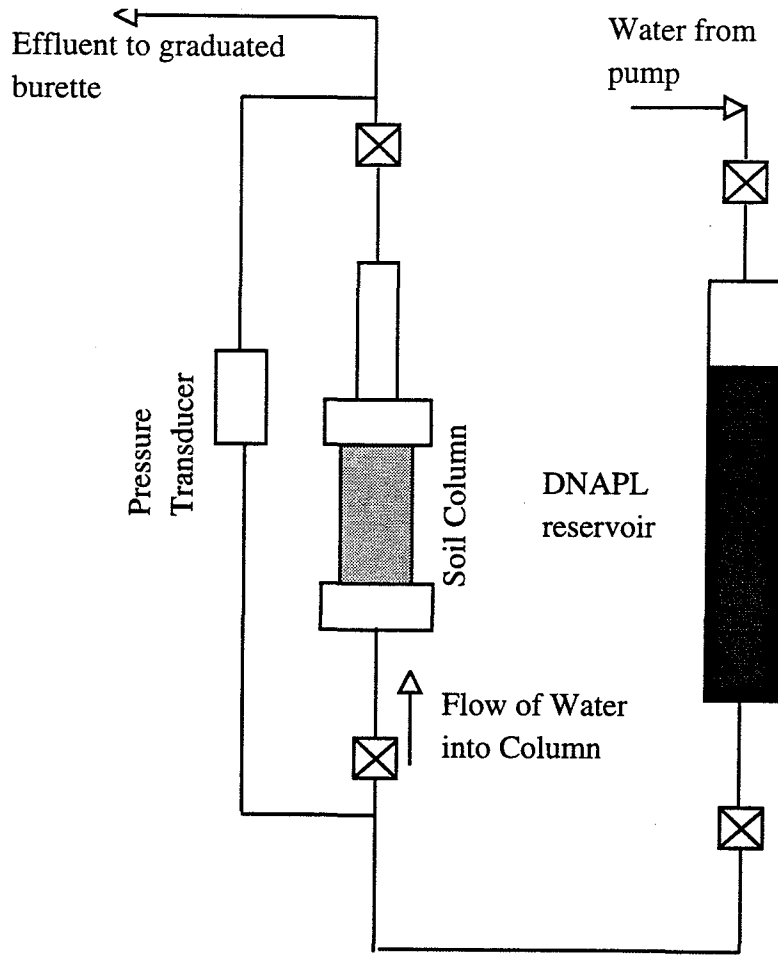 Effluent to graduated
burette
Water from
pump
Pressure
Transducer
Soil Column
DNAPL
reservoir
Flow of Water
into Column